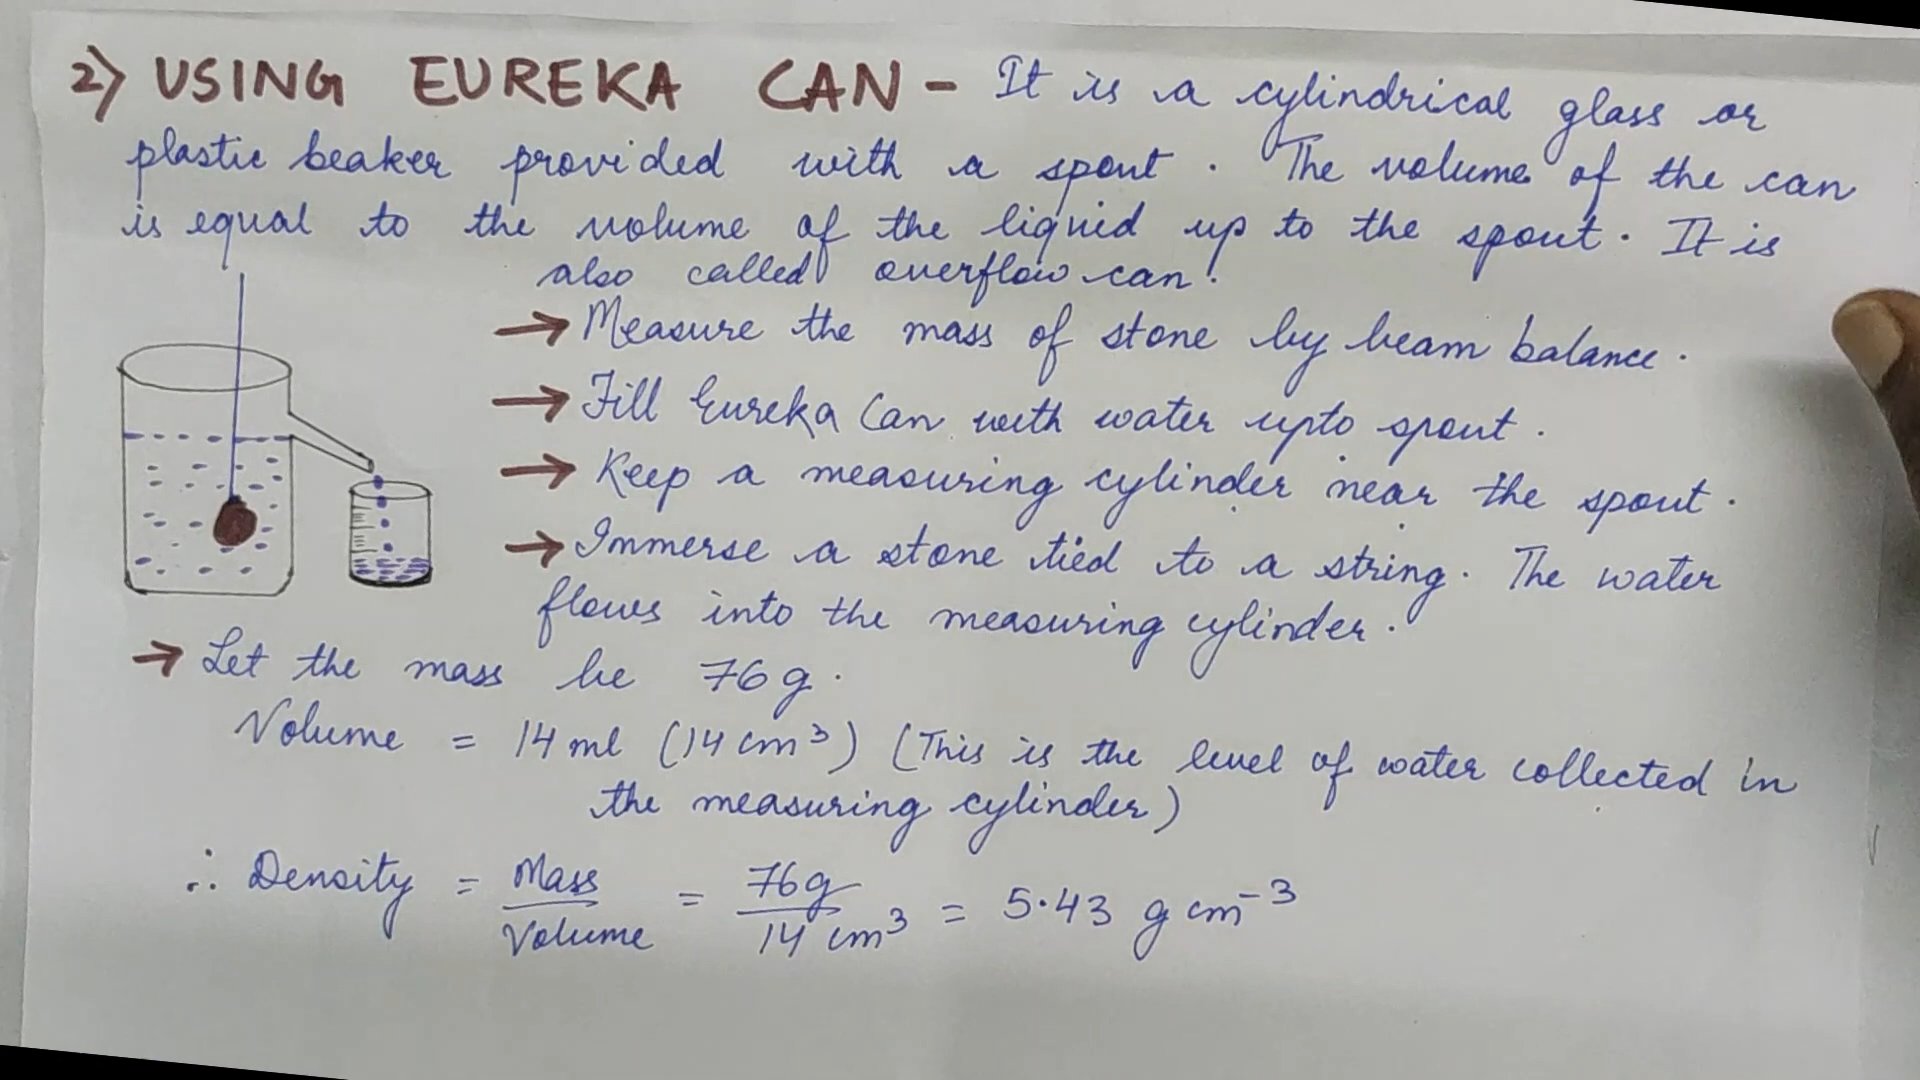 2) USING EUREKA CAN - It is a cylindrical glass or
plastic beaker provided with a spout. The volume of the can
is equal to the volume of the liquid up to the spout. It is
also called overflow can.
→ Measure the mass of stone by beam balance.
→ Fill Eureka Can with water upto spout.
→ Keep a measuring cylinder near the spout.
→ Immerse a stone tied to a string. The water
flows into the measuring cylinder.
→ Let the mass be 76g.
Volume = 14 ml (14 cm³) (This is the level of water collected in
the measuring cylinder)
∴ Density = Mass/Volume = 76g/14 cm³ = 5.43 g cm⁻³